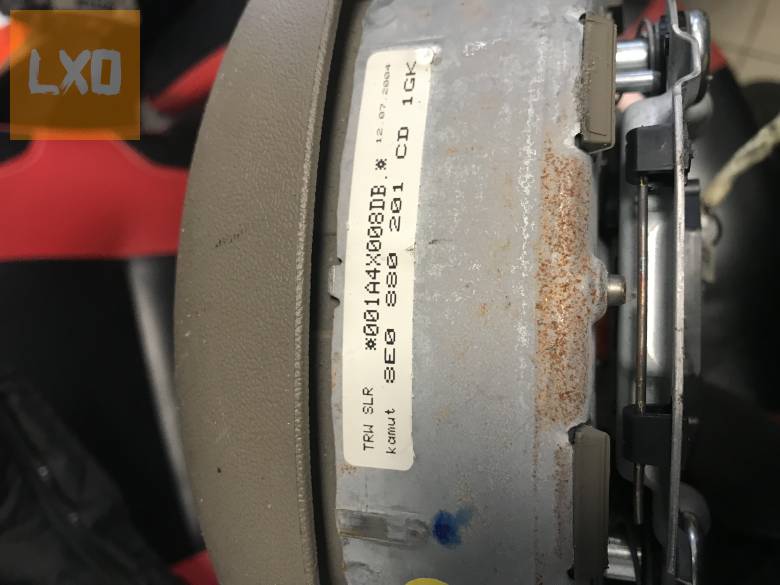 LXO
TRW SLR *001A4X008DB.* 12.07.2004
kamut 8E0 880 201 CD 1GK